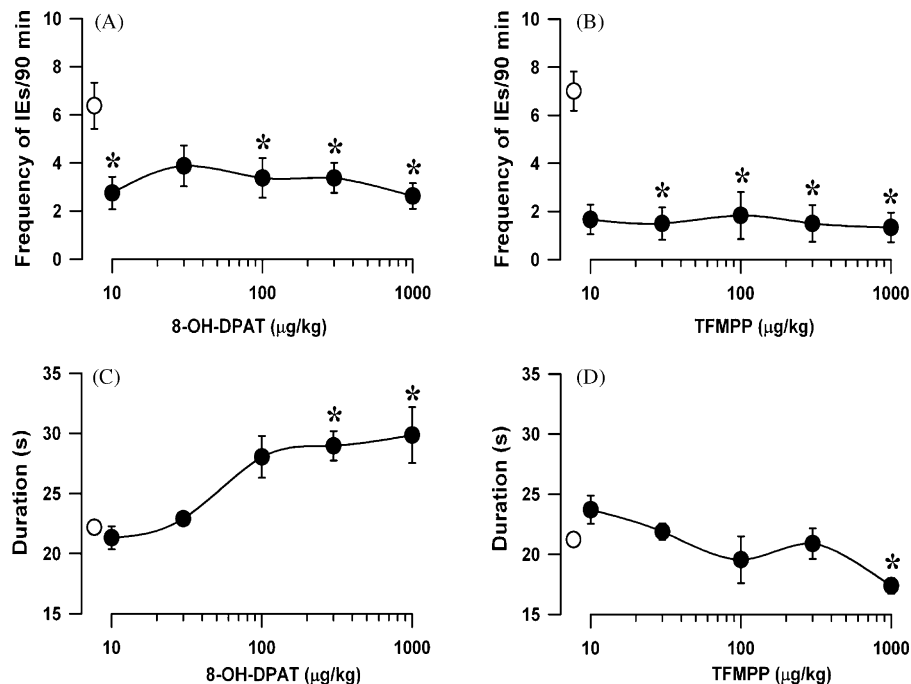 (A)
Frequency of IEs/90 min
10
8
6
4
2
0
* * * *
10 100 1000
8-OH-DPAT (µg/kg)
(B)
Frequency of IEs/90 min
10
8
6
4
2
0
* * * *
10 100 1000
TFMPP (µg/kg)
(C)
Duration (s)
35
30
25
20
15
* *
10 100 1000
8-OH-DPAT (µg/kg)
(D)
Duration (s)
35
30
25
20
15
*
10 100 1000
TFMPP (µg/kg)